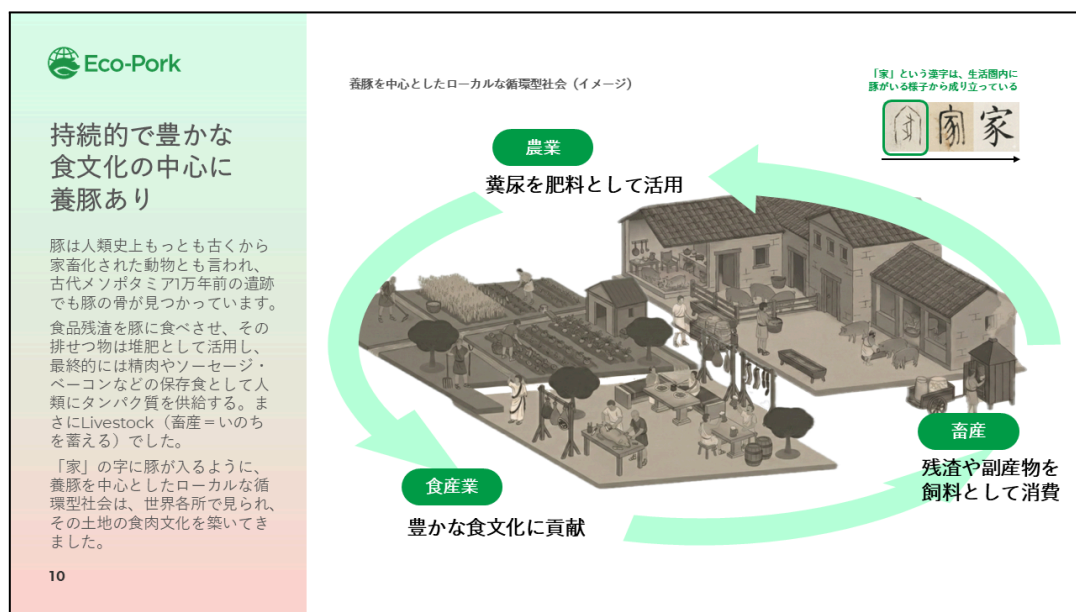 Eco-Pork
持続的で豊かな
食文化の中心に
養豚あり
豚は人類史上もっとも古くから
家畜化された動物とも言われ、
古代メソポタミア1万年前の遺跡
でも豚の骨が見つかっています。
食品残渣を豚に食べさせ、その
排せつ物は堆肥として活用し、
最終的には精肉やソーセージ・
ベーコンなどの保存食として人
類にタンパク質を供給する。ま
さにLivestock（畜産＝いのち
を蓄える）でした。
「家」の字に豚が入るように、
養豚を中心としたローカルな循
環型社会は、世界各所で見られ、
その土地の食肉文化を築いてき
ました。
10
養豚を中心としたローカルな循環型社会（イメージ）
「家」という漢字は、生活圏内に
豚がいる様子から成り立っている
家
農業
糞尿を肥料として活用
畜産
残渣や副産物を
飼料として消費
食産業
豊かな食文化に貢献